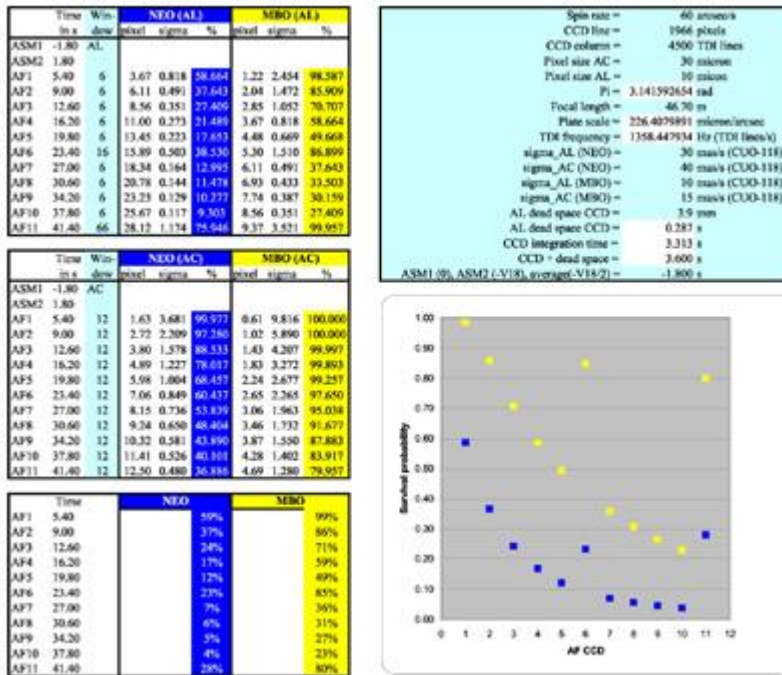 Time Win- NEO (AL) MBO (AL)
in s dow pixel sigma % pixel sigma %
ASM1 -1.80 AL
ASM2 1.80
AF1 5.40 6 3.67 0.818 58.664 1.22 2.454 98.587
AF2 9.00 6 6.11 0.491 37.643 2.04 1.472 85.909
AF3 12.60 6 8.56 0.351 27.409 2.85 1.052 70.707
AF4 16.20 6 11.00 0.273 21.489 3.67 0.818 58.664
AF5 19.80 6 13.45 0.223 17.653 4.48 0.669 49.668
AF6 23.40 16 15.89 0.503 38.530 5.30 1.510 86.899
AF7 27.00 6 18.34 0.164 12.995 6.11 0.491 37.643
AF8 30.60 6 20.78 0.144 11.478 6.93 0.433 33.503
AF9 34.20 6 23.23 0.129 10.277 7.74 0.387 30.159
AF10 37.80 6 25.67 0.117 9.303 8.56 0.351 27.409
AF11 41.40 66 28.12 1.174 75.946 9.37 3.521 99.957
Time Win- NEO (AC) MBO (AC)
in s dow pixel sigma % pixel sigma %
ASM1 -1.80 AC
ASM2 1.80
AF1 5.40 12 1.63 3.681 99.977 0.61 9.816 100.000
AF2 9.00 12 2.72 2.209 97.280 1.02 5.890 100.000
AF3 12.60 12 3.80 1.578 88.533 1.43 4.207 99.997
AF4 16.20 12 4.89 1.227 78.017 1.83 3.272 99.893
AF5 19.80 12 5.98 1.004 68.457 2.24 2.677 99.257
AF6 23.40 12 7.06 0.849 60.437 2.65 2.265 97.650
AF7 27.00 12 8.15 0.736 53.839 3.06 1.963 95.038
AF8 30.60 12 9.24 0.650 48.404 3.46 1.732 91.677
AF9 34.20 12 10.32 0.581 43.890 3.87 1.550 87.883
AF10 37.80 12 11.41 0.526 40.101 4.28 1.402 83.917
AF11 41.40 12 12.50 0.480 36.886 4.69 1.280 79.957
Time NEO MBO
AF1 5.40 59% 99%
AF2 9.00 37% 86%
AF3 12.60 24% 71%
AF4 16.20 17% 59%
AF5 19.80 12% 49%
AF6 23.40 23% 85%
AF7 27.00 7% 36%
AF8 30.60 6% 31%
AF9 34.20 5% 27%
AF10 37.80 4% 23%
AF11 41.40 28% 80%
Spin rate = 60 arcsec/s
CCD line = 1966 pixels
CCD column = 4500 TDI lines
Pixel size AC = 30 micron
Pixel size AL = 10 micon
Pi = 3.141592654 rad
Focal length = 46.70 m
Plate scale = 226.4079891 micron/arcsec
TDI frequency = 1358.447934 Hz (TDI lines/s)
sigma_AL (NEO) = 30 mas/s (CUO-118)
sigma_AC (NEO) = 40 mas/s (CUO-118)
sigma_AL (MBO) = 10 mas/s (CUO-118)
sigma_AC (MBO) = 15 mas/s (CUO-118)
AL dead space CCD = 3.9 mm
AL dead space CCD = 0.287 s
CCD integration time = 3.313 s
CCD + dead space = 3.600 s
ASM1 (0), ASM2 (-V18), average(-V18/2) = -1.800 s
Survival probability
1.00
0.90
0.80
0.70
0.60
0.50
0.40
0.30
0.20
0.10
0.00
0 1 2 3 4 5 6 7 8 9 10 11 12
AF CCD